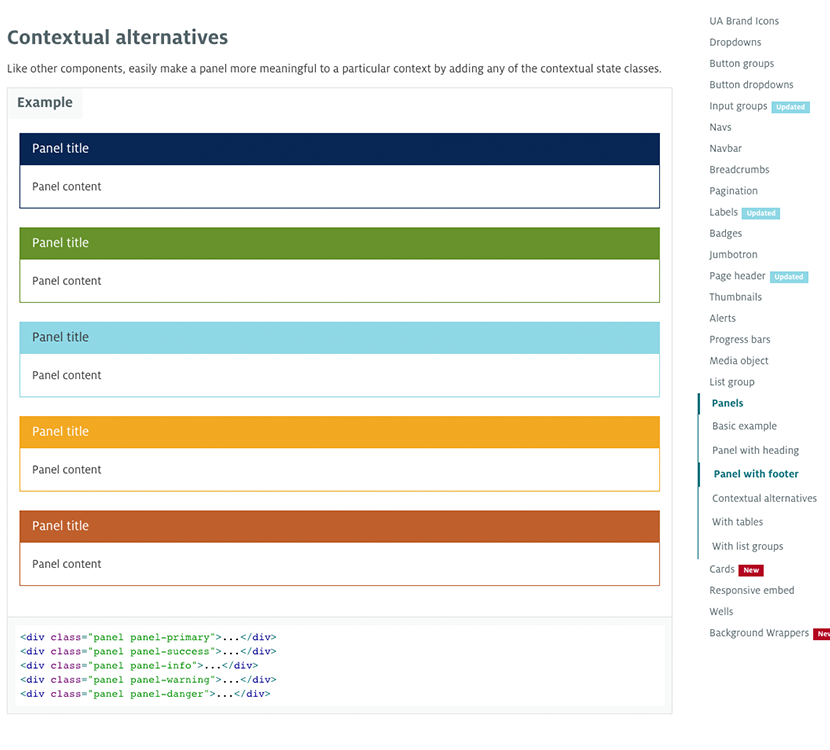 Contextual alternatives
Like other components, easily make a panel more meaningful to a particular context by adding any of the contextual state classes.
Example
Panel title
Panel content
Panel title
Panel content
Panel title
Panel content
Panel title
Panel content
Panel title
Panel content
<div class="panel panel-primary">...</div>
<div class="panel panel-success">...</div>
<div class="panel panel-info">...</div>
<div class="panel panel-warning">...</div>
<div class="panel panel-danger">...</div>
UA Brand Icons
Dropdowns
Button groups
Button dropdowns
Input groups Updated
Navs
Navbar
Breadcrumbs
Pagination
Labels Updated
Badges
Jumbotron
Page header Updated
Thumbnails
Alerts
Progress bars
Media object
List group
Panels
Basic example
Panel with heading
Panel with footer
Contextual alternatives
With tables
With list groups
Cards New
Responsive embed
Wells
Background Wrappers